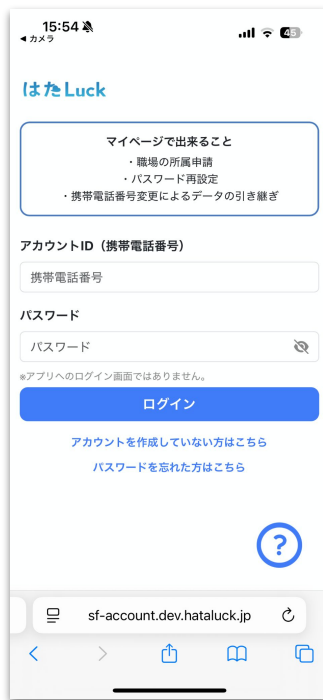 15:54
45
◀ カメラ
はたLuck
マイページで出来ること
・職場の所属申請
・パスワード再設定
・携帯電話番号変更によるデータの引き継ぎ
アカウントID（携帯電話番号）
携帯電話番号
パスワード
パスワード
※アプリへのログイン画面ではありません。
ログイン
アカウントを作成していない方はこちら
パスワードを忘れた方はこちら
?
sf-account.dev.hataluck.jp